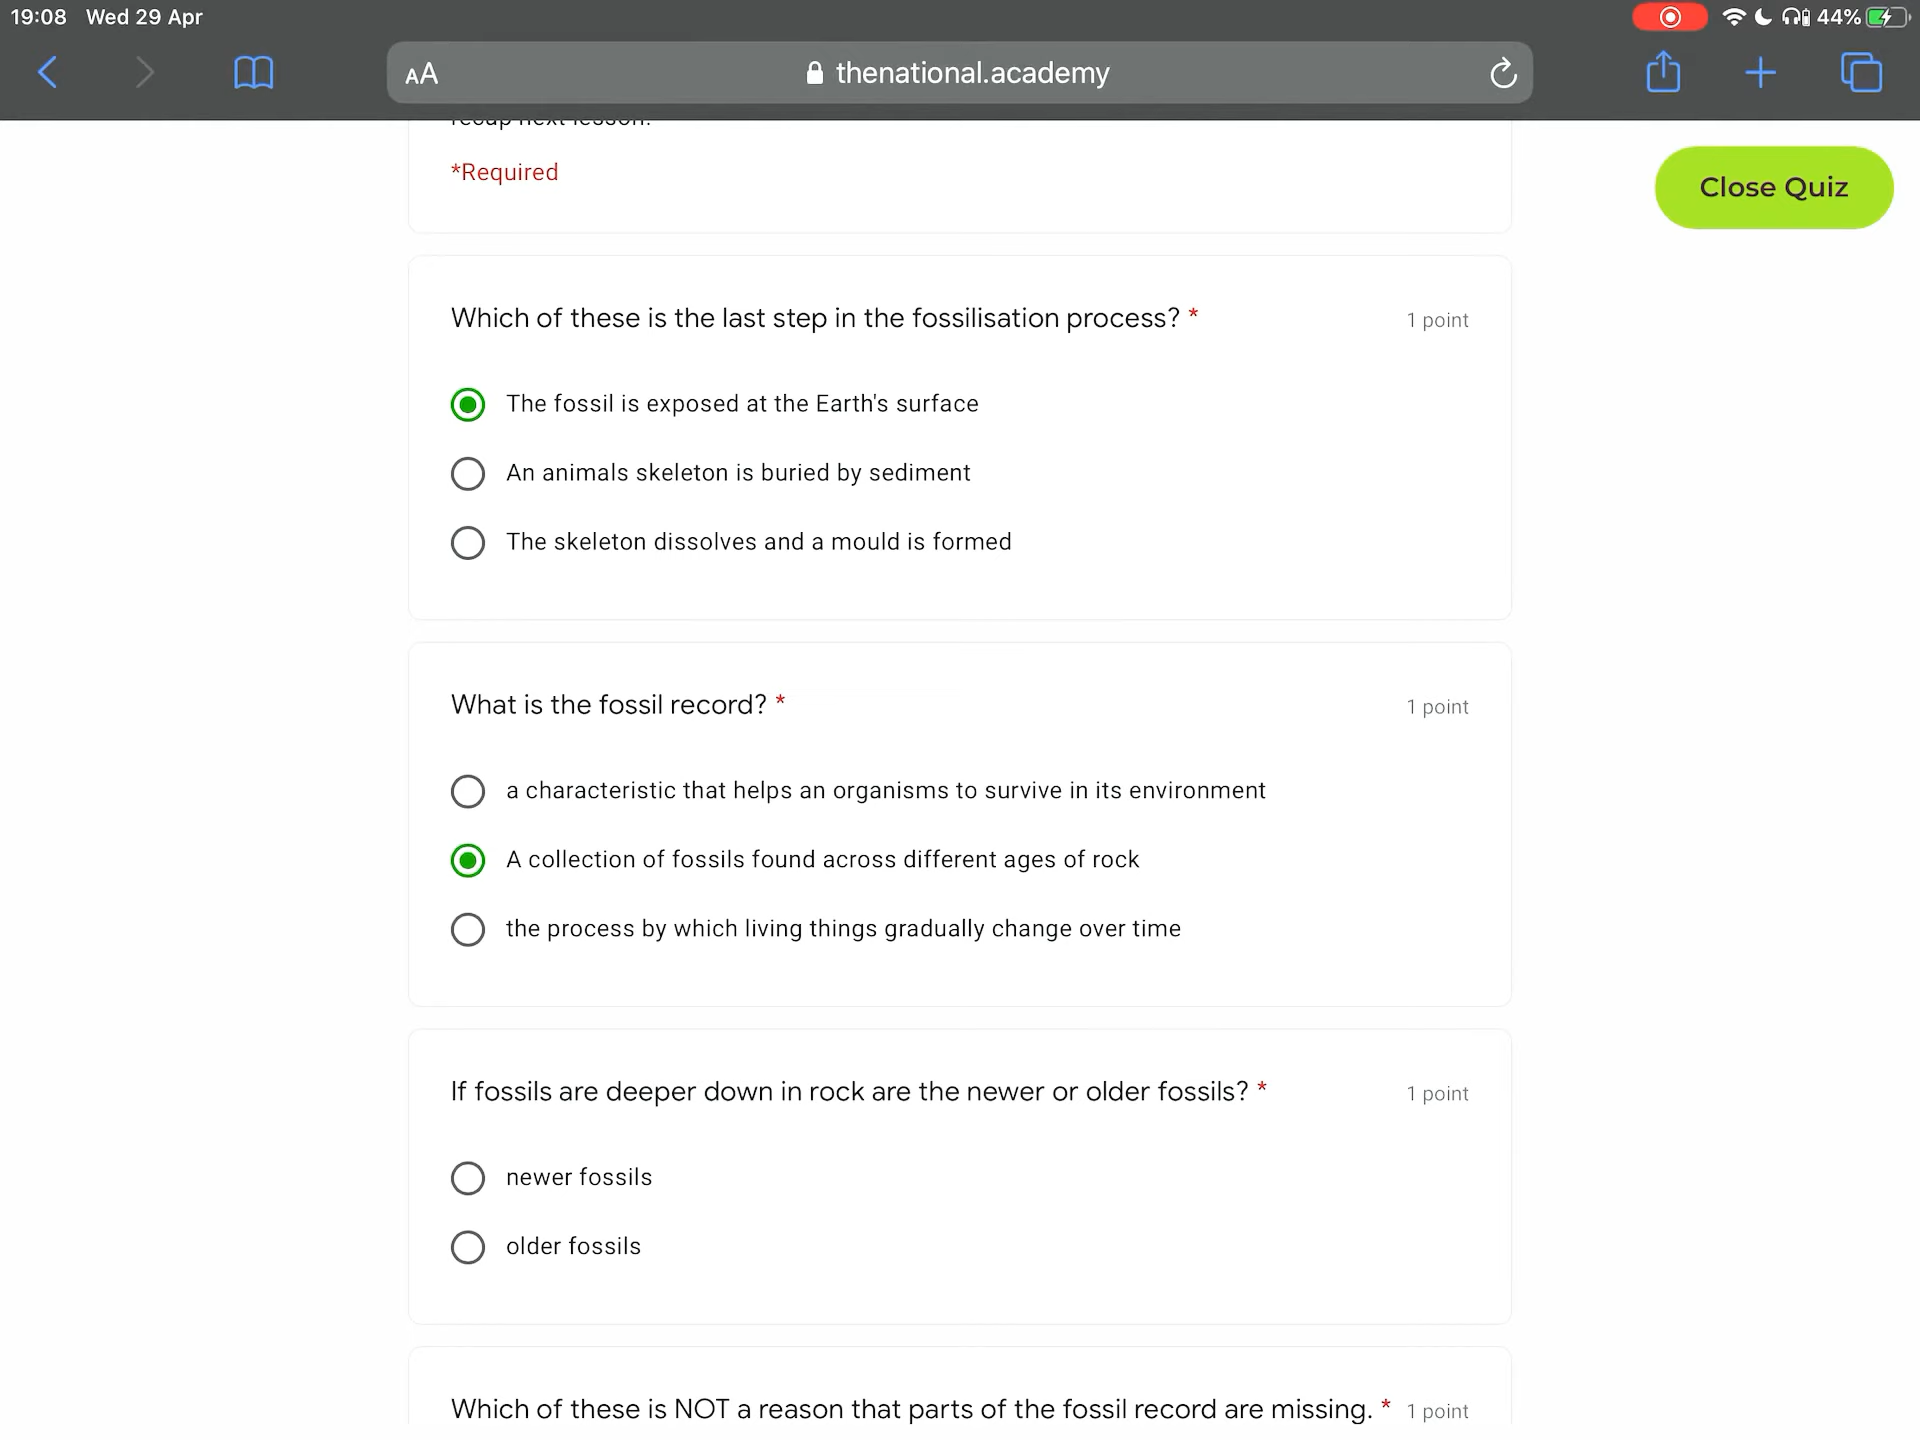 19:08 Wed 29 Apr
44%
AA thenational.academy
recap next lesson.
*Required
Close Quiz
Which of these is the last step in the fossilisation process? *
1 point
The fossil is exposed at the Earth's surface
An animals skeleton is buried by sediment
The skeleton dissolves and a mould is formed
What is the fossil record? *
1 point
a characteristic that helps an organisms to survive in its environment
A collection of fossils found across different ages of rock
the process by which living things gradually change over time
If fossils are deeper down in rock are the newer or older fossils? *
1 point
newer fossils
older fossils
Which of these is NOT a reason that parts of the fossil record are missing. *
1 point